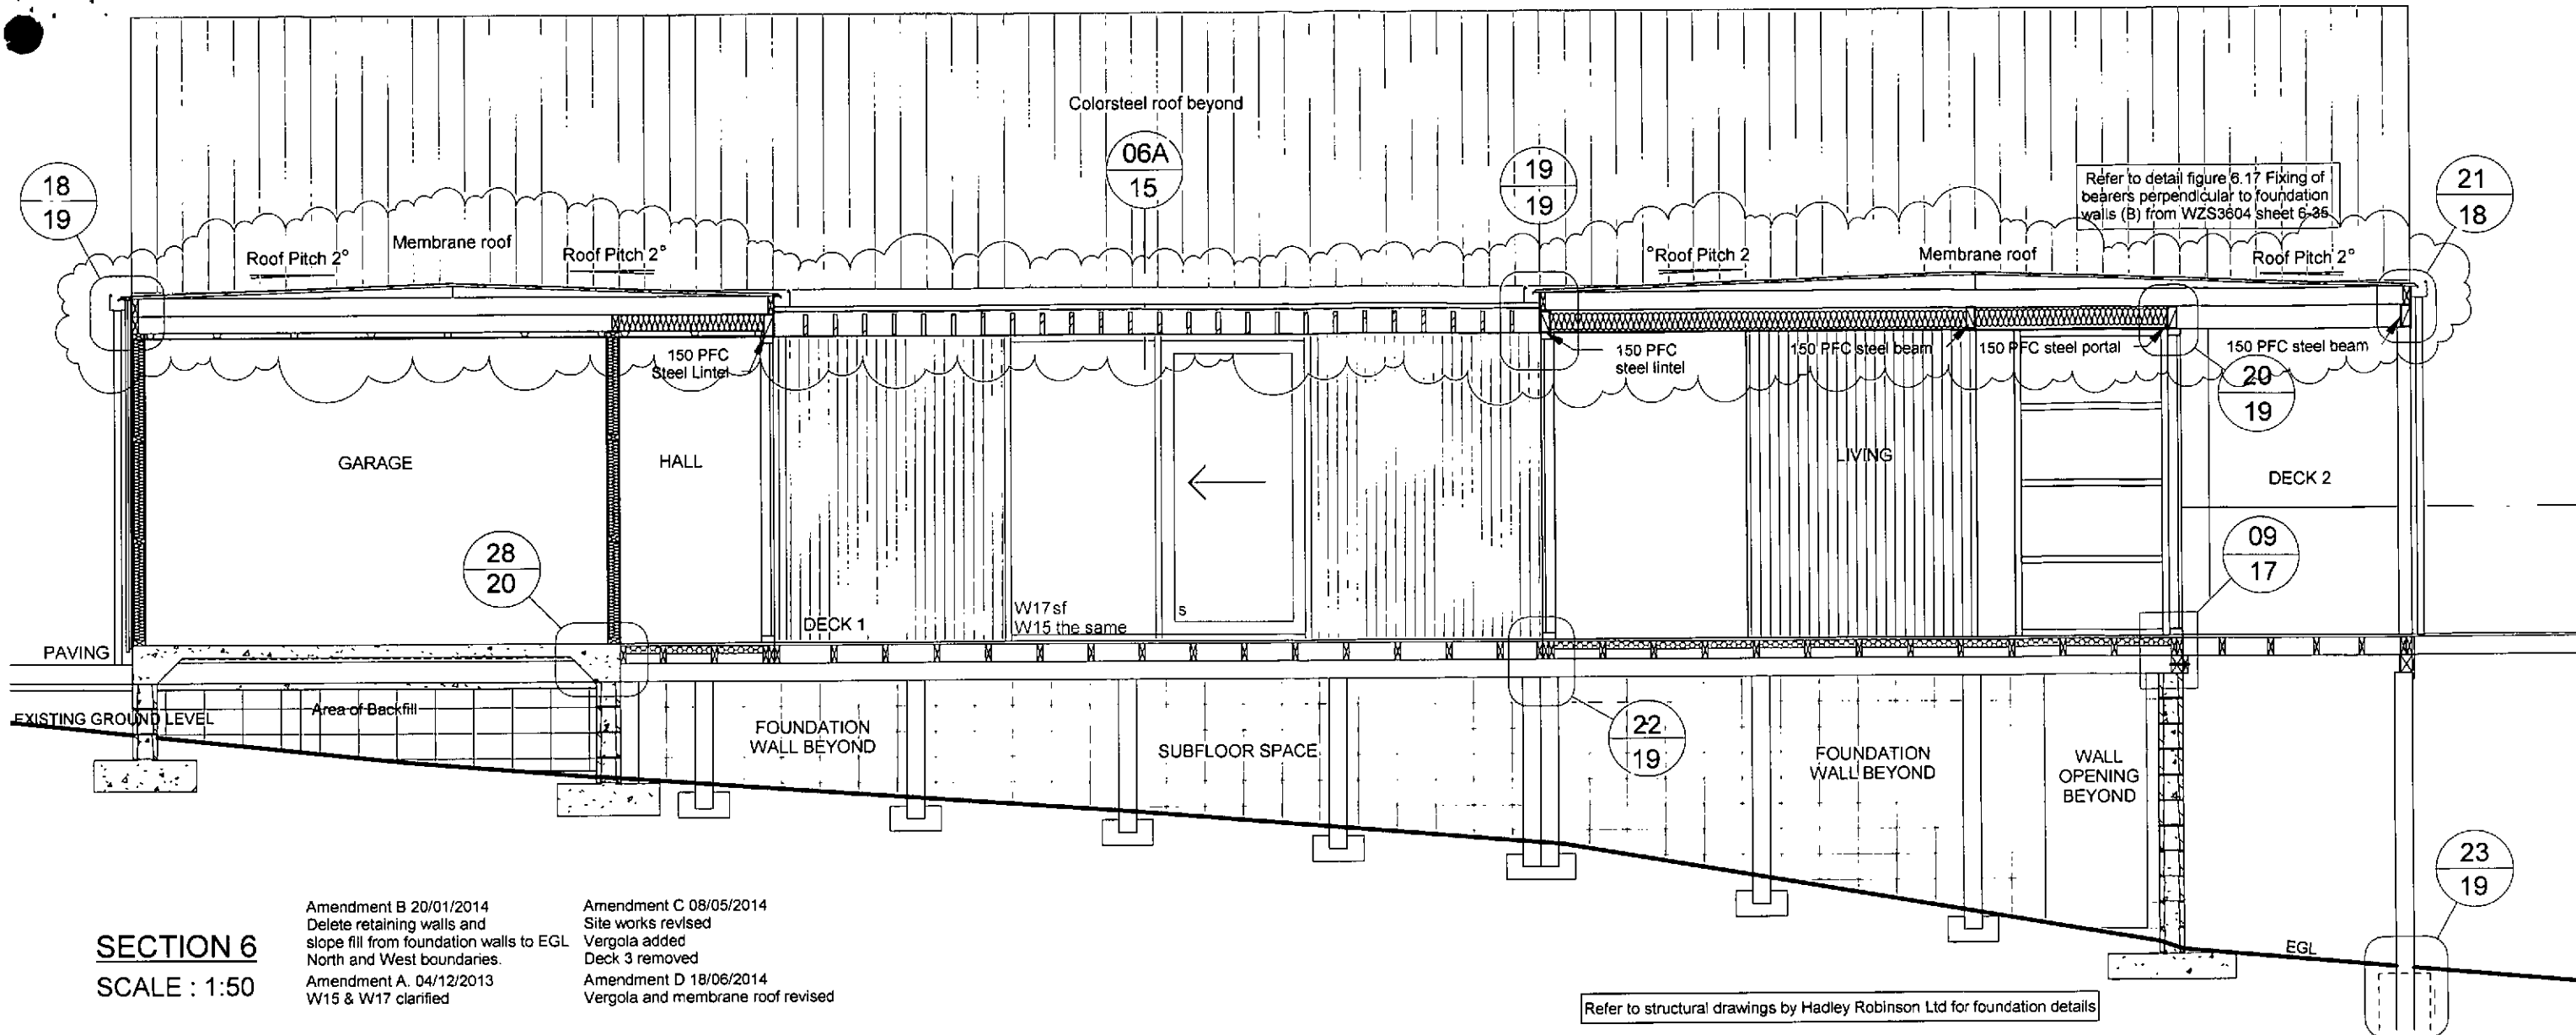 Colorsteel roof beyond
06A
15
18
19
19
19
Refer to detail figure 6.17 Fixing of
bearers perpendicular to foundation
walls (B) from WZS3604 sheet 6-35
21
18
Roof Pitch 2°
Membrane roof
Roof Pitch 2°
°Roof Pitch 2
Membrane roof
Roof Pitch 2°
150 PFC
Steel Lintel
150 PFC
steel lintel
150 PFC steel beam
150 PFC steel portal
150 PFC steel beam
20
19
GARAGE
HALL
LIVING
DECK 2
28
20
09
17
DECK 1
W17sf
W15 the same
s
PAVING
EXISTING GROUND LEVEL
Area of Backfill
FOUNDATION
WALL BEYOND
SUBFLOOR SPACE
22
19
FOUNDATION
WALL BEYOND
WALL
OPENING
BEYOND
23
19
EGL
SECTION 6
SCALE : 1:50
Amendment B 20/01/2014
Delete retaining walls and
slope fill from foundation walls to EGL
North and West boundaries.
Amendment A. 04/12/2013
W15 & W17 clarified
Amendment C 08/05/2014
Site works revised
Vergola added
Deck 3 removed
Amendment D 18/06/2014
Vergola and membrane roof revised
Refer to structural drawings by Hadley Robinson Ltd for foundation details